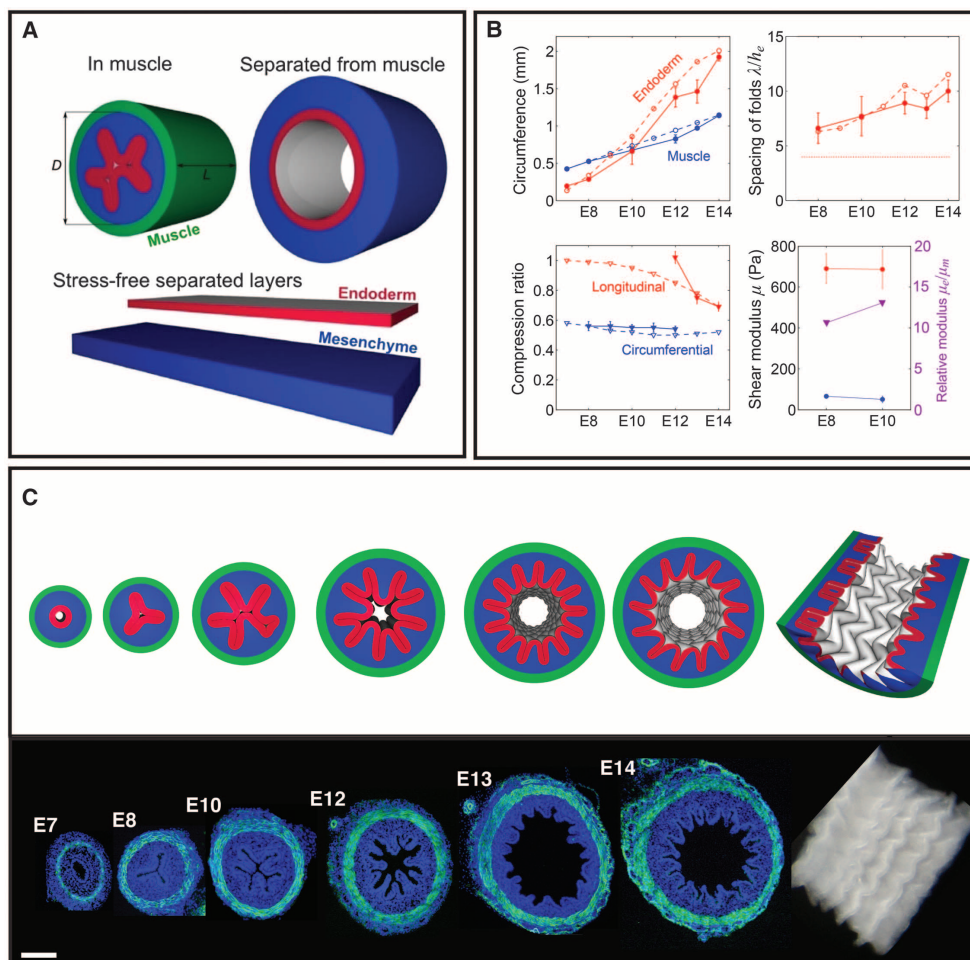 A
In muscle
Separated from muscle
D
L
Muscle
Stress-free separated layers
Endoderm
Mesenchyme
B
Circumference (mm)
2
1.5
1
0.5
0
Endoderm
Muscle
E8 E10 E12 E14
Spacing of folds λ/hₑ
15
10
5
0
E8 E10 E12 E14
Compression ratio
1
0.8
0.6
0.4
0.2
0
Longitudinal
Circumferential
E8 E10 E12 E14
Shear modulus μ (Pa)
800
600
400
200
0
E8 E10
20
15
10
5
0
Relative modulus μₑ/μₘ
C
E7
E8
E10
E12
E13
E14